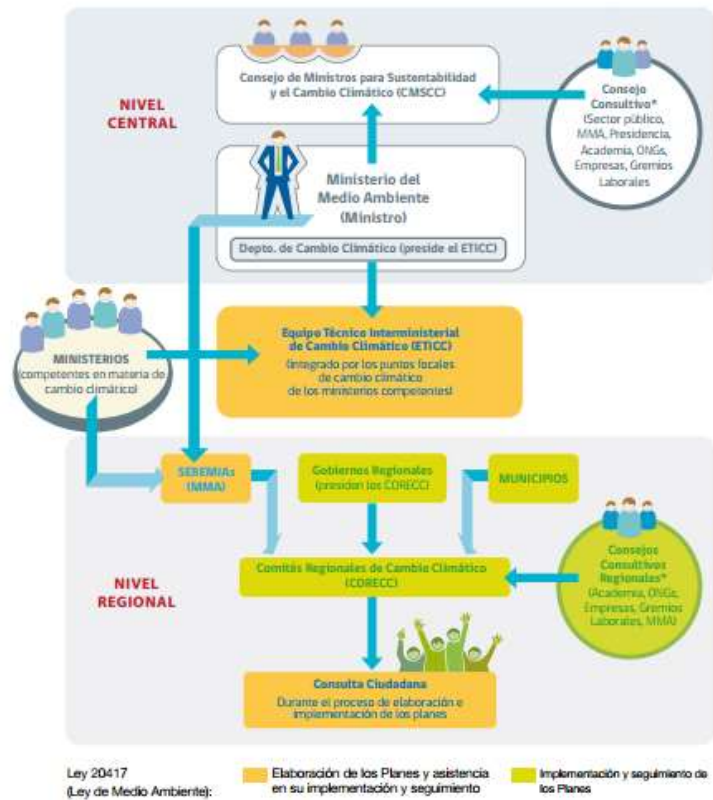 NIVEL
CENTRAL
Consejo de Ministros para Sustentabilidad
y el Cambio Climático (CMSCC)
Consejo
Consultivo*
(Sector público,
MMA, Presidencia,
Academia, ONGs,
Empresas, Gremios
Laborales
Ministerio del
Medio Ambiente
(Ministro)
Depto. de Cambio Climático (preside el ETICC)
MINISTERIOS
(competentes en materia de
cambio climático)
Equipo Técnico Interministerial
de Cambio Climático (ETICC)
(integrado por los puntos focales
de cambio climático
de los ministerios competentes)
SEREMIAs
(MMA)
Gobiernos Regionales
(presiden los CORECC)
MUNICIPIOS
NIVEL
REGIONAL
Comités Regionales de Cambio Climático
(CORECC)
Consejos
Consultivos
Regionales*
(Academia, ONGs,
Empresas, Gremios
Laborales, MMA)
Consulta Ciudadana
Durante el proceso de elaboración e
implementación de los planes
Ley 20417
(Ley de Medio Ambiente):
Elaboración de los Planes y asistencia
en su implementación y seguimiento
Implementación y seguimiento de
los Planes